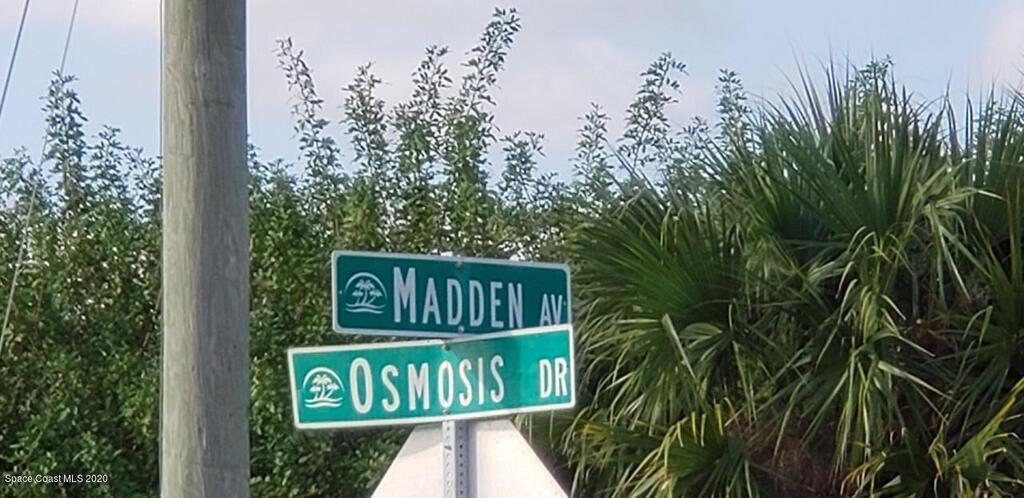 MADDEN AV
OSMOSIS DR
Space Coast MLS 2020